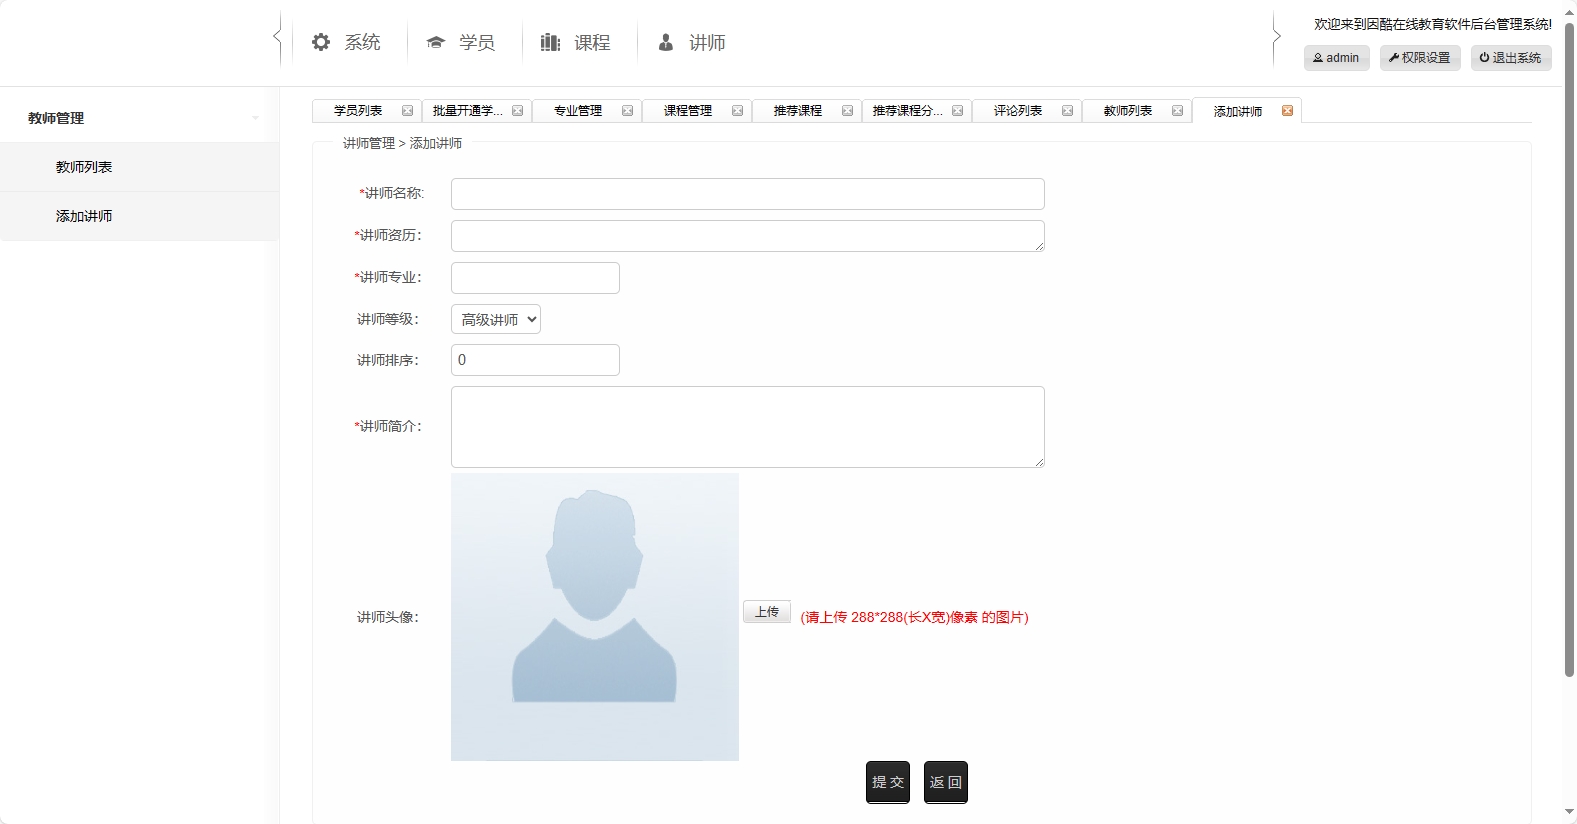 系统 学员 课程 讲师
欢迎来到因酷在线教育软件后台管理系统!
admin 权限设置 退出系统
教师管理
教师列表
添加讲师
学员列表 批量开通学... 专业管理 课程管理 推荐课程 推荐课程分... 评论列表 教师列表 添加讲师
讲师管理 > 添加讲师
*讲师名称:
*讲师资历：
*讲师专业：
讲师等级： 高级讲师
讲师排序： 0
*讲师简介：
讲师头像： 上传 (请上传 288*288(长X宽)像素 的图片)
提 交 返 回